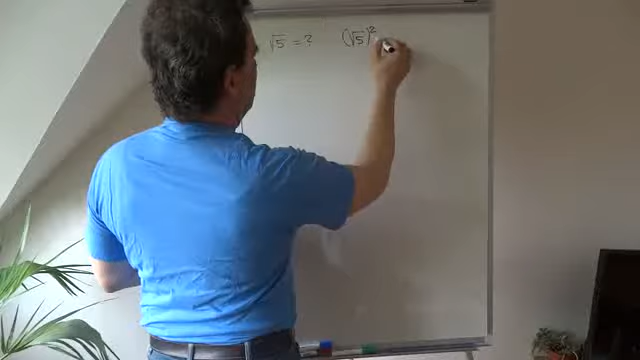 √5 = ? (√5)²